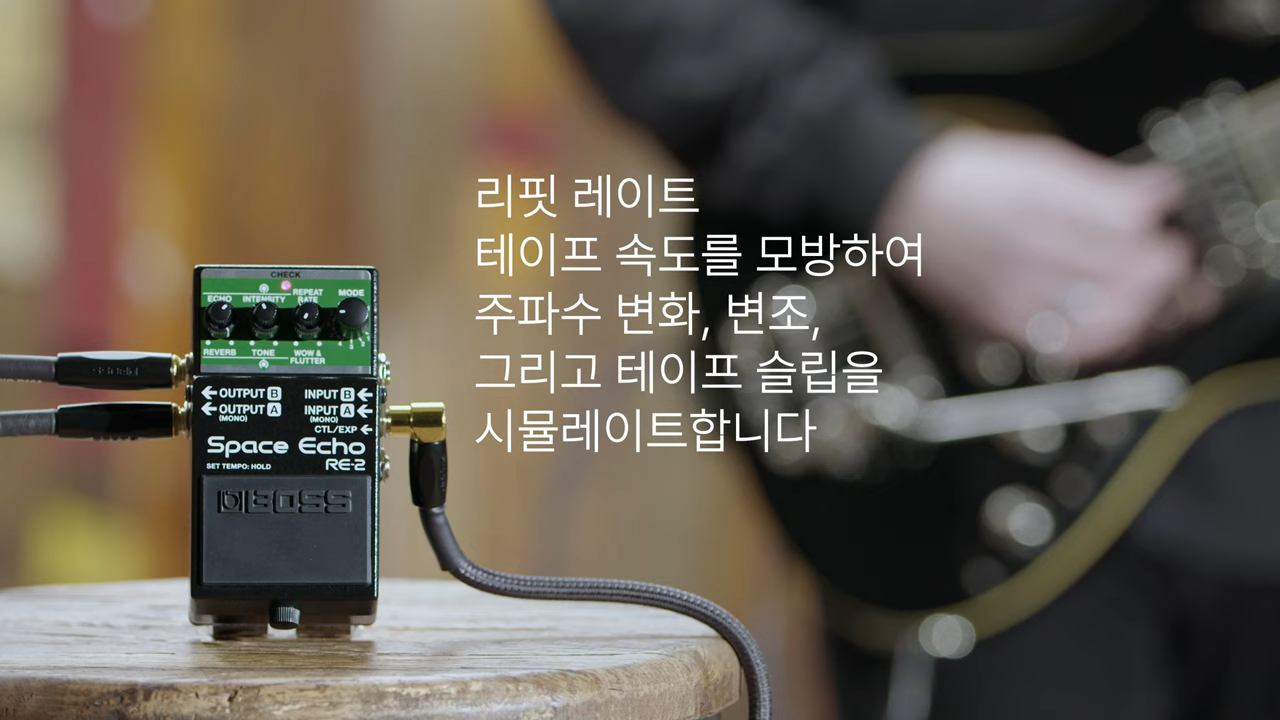 리핏 레이트
테이프 속도를 모방하여
주파수 변화, 변조,
그리고 테이프 슬립을
시뮬레이트합니다
CHECK
ECHO INTENSITY REPEAT RATE MODE
REVERB TONE WOW & FLUTTER
OUTPUT B INPUT B
OUTPUT A INPUT A
(MONO) (MONO)
CTL/EXP
Space Echo
SET TEMPO: HOLD RE-2
BOSS